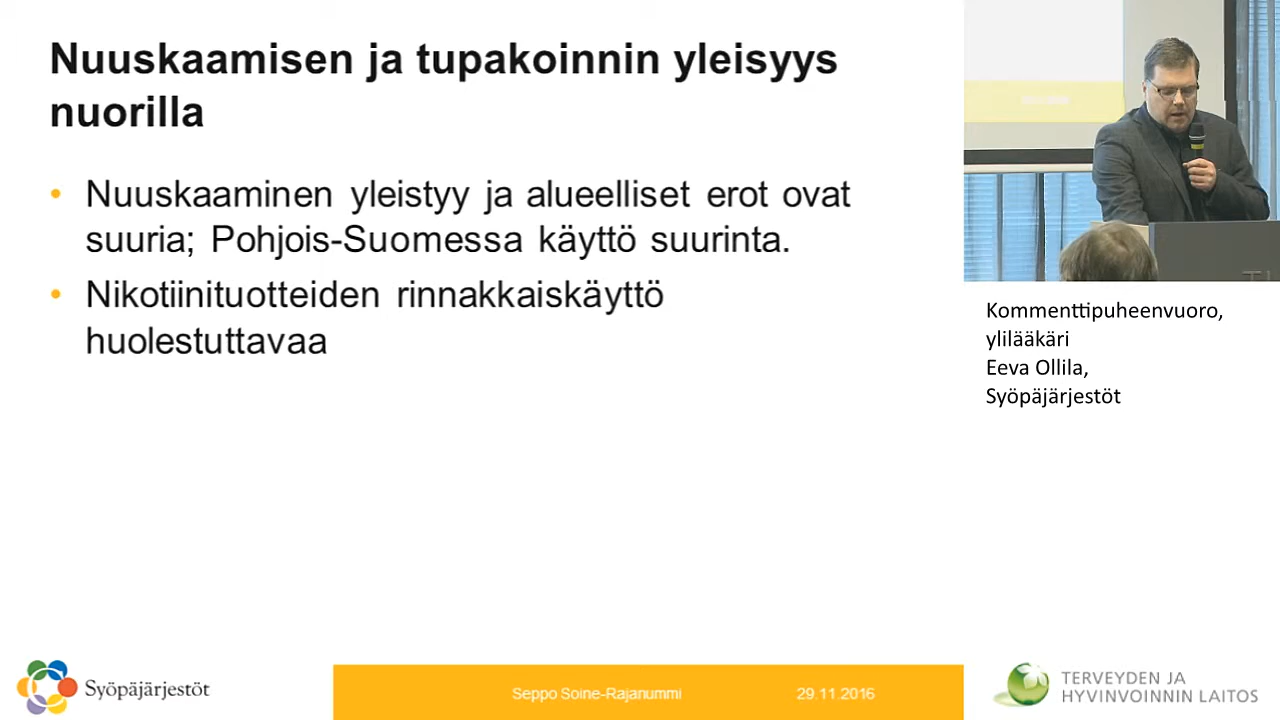 Nuuskaamisen ja tupakoinnin yleisyys
nuorilla
• Nuuskaaminen yleistyy ja alueelliset erot ovat
suuria; Pohjois-Suomessa käyttö suurinta.
• Nikotiinituotteiden rinnakkaiskäyttö
huolestuttavaa
Kommenttipuheenvuoro,
ylilääkäri
Eeva Ollila,
Syöpäjärjestöt
Syöpäjärjestöt
Seppo Soine-Rajanummi 29.11.2016
TERVEYDEN JA
HYVINVOINNIN LAITOS